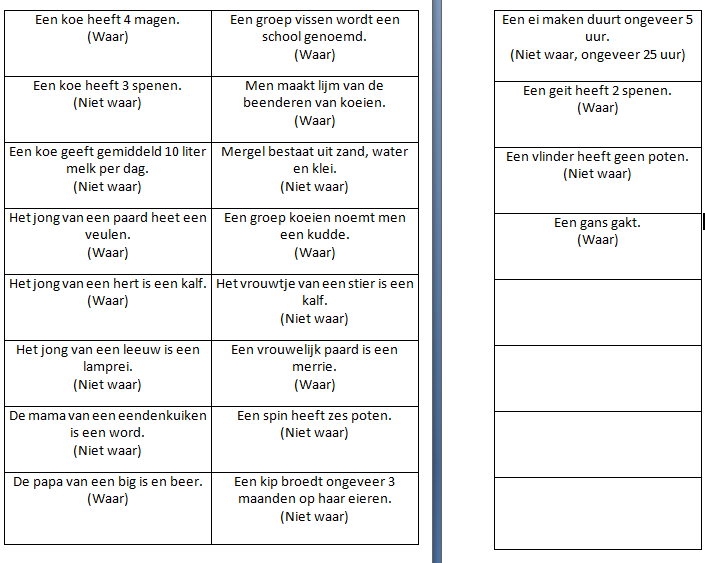 Een koe heeft 4 magen.
(Waar)
Een groep vissen wordt een
school genoemd.
(Waar)
Een koe heeft 3 spenen.
(Niet waar)
Men maakt lijm van de
beenderen van koeien.
(Waar)
Een koe geeft gemiddeld 10 liter
melk per dag.
(Niet waar)
Mergel bestaat uit zand, water
en klei.
(Niet waar)
Het jong van een paard heet een
veulen.
(Waar)
Een groep koeien noemt men
een kudde.
(Waar)
Het jong van een hert is een kalf.
(Waar)
Het vrouwtje van een stier is een
kalf.
(Niet waar)
Het jong van een leeuw is een
lamprei.
(Niet waar)
Een vrouwelijk paard is een
merrie.
(Waar)
De mama van een eendenkuiken
is een word.
(Niet waar)
Een spin heeft zes poten.
(Niet waar)
De papa van een big is en beer.
(Waar)
Een kip broedt ongeveer 3
maanden op haar eieren.
(Niet waar)
Een ei maken duurt ongeveer 5
uur.
(Niet waar, ongeveer 25 uur)
Een geit heeft 2 spenen.
(Waar)
Een vlinder heeft geen poten.
(Niet waar)
Een gans gakt.
(Waar)